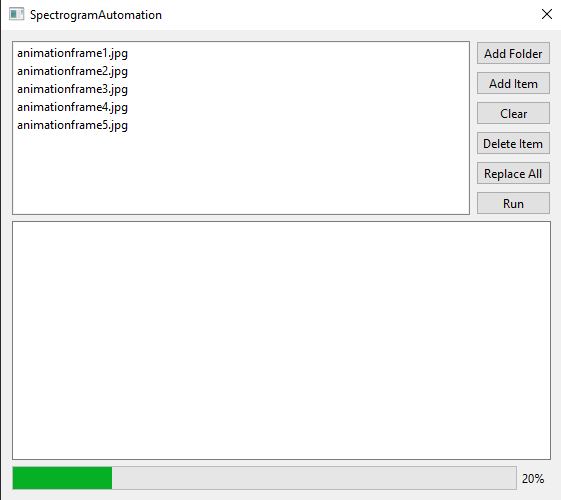 SpectrogramAutomation
animationframe1.jpg
animationframe2.jpg
animationframe3.jpg
animationframe4.jpg
animationframe5.jpg
Add Folder
Add Item
Clear
Delete Item
Replace All
Run
20%